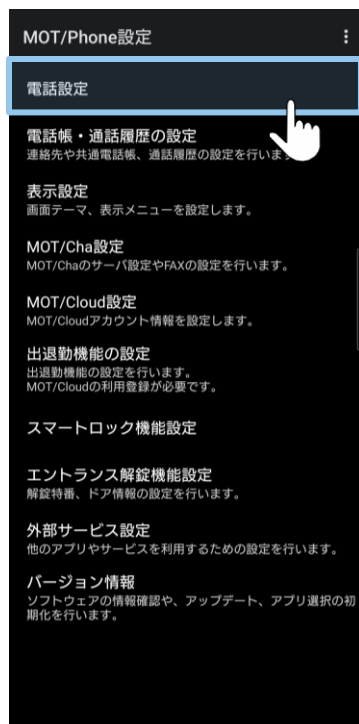 MOT/Phone設定
電話設定
電話帳・通話履歴の設定
連絡先や共通電話帳、通話履歴の設定を行いま
表示設定
画面テーマ、表示メニューを設定します。
MOT/Cha設定
MOT/Chaのサーバ設定やFAXの設定を行います。
MOT/Cloud設定
MOT/Cloudアカウント情報を設定します。
出退勤機能の設定
出退勤機能の設定を行います。
MOT/Cloudの利用登録が必要です。
スマートロック機能設定
エントランス解錠機能設定
解錠特番、ドア情報の設定を行います。
外部サービス設定
他のアプリやサービスを利用するための設定を行います。
バージョン情報
ソフトウェアの情報確認や、アップデート、アプリ選択の初
期化を行います。